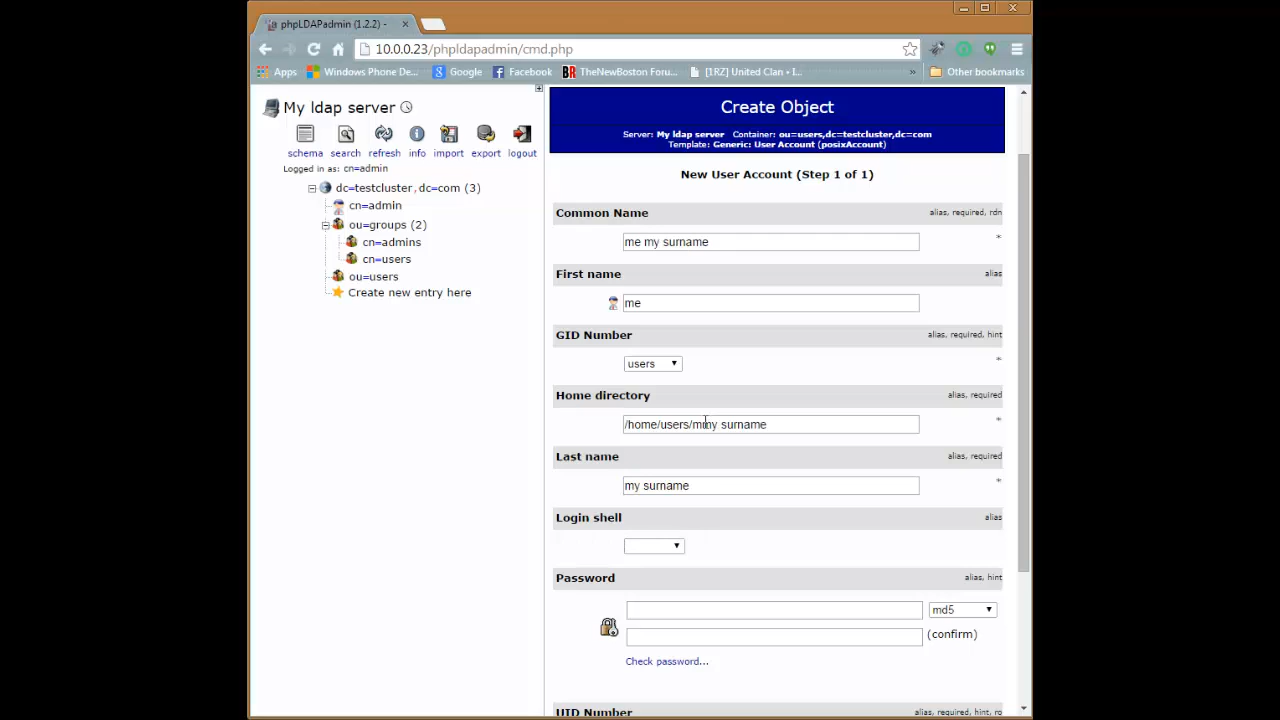 phpLDAPadmin (1.2.2) -
10.0.0.23/phpldapadmin/cmd.php
Apps Windows Phone De... Google Facebook TheNewBoston Foru... [IRZ] United Clan • I... » Other bookmarks
My ldap server
schema search refresh info import export logout
Logged in as: cn=admin
dc=testcluster,dc=com (3)
cn=admin
ou=groups (2)
cn=admins
cn=users
ou=users
Create new entry here
Create Object
Server: My ldap server Container: ou=users,dc=testcluster,dc=com
Template: Generic: User Account (posixAccount)
New User Account (Step 1 of 1)
Common Name alias, required, rdn
me my surname *
First name alias
me
GID Number alias, required, hint
users *
Home directory alias, required
/home/users/mmy surname *
Last name alias, required
my surname *
Login shell alias
Password alias, hint
md5
(confirm)
Check password...
UID Number alias, required, hint, ro